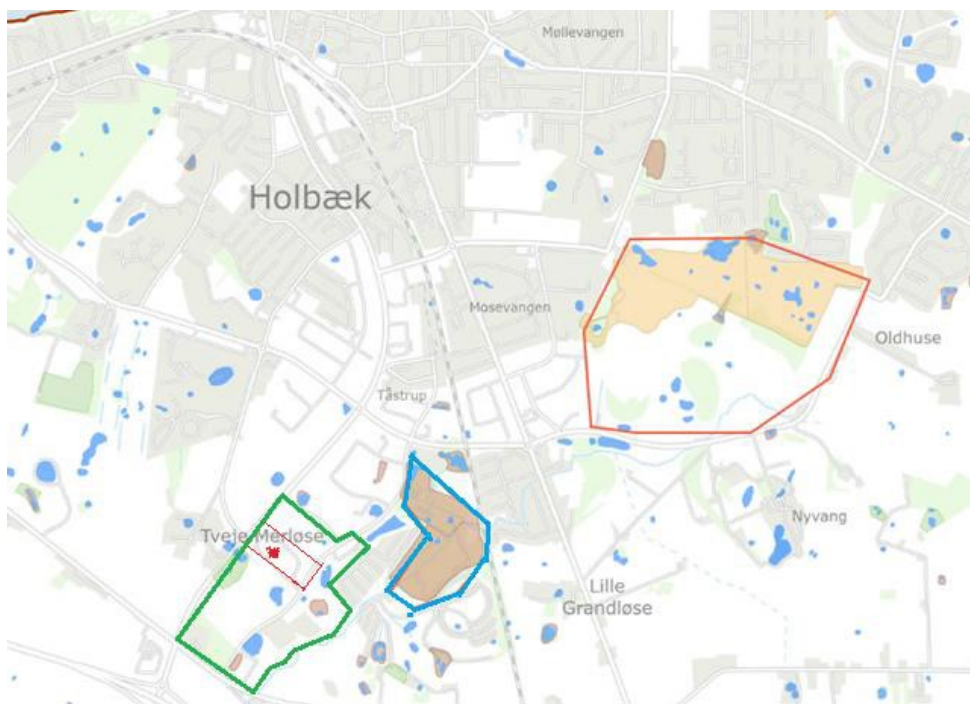 Møllevangen
Holbæk
Mosevangen
Oldhuse
Tåstrup
Nyvang
Tveje Merløse
Lille
Grandløse